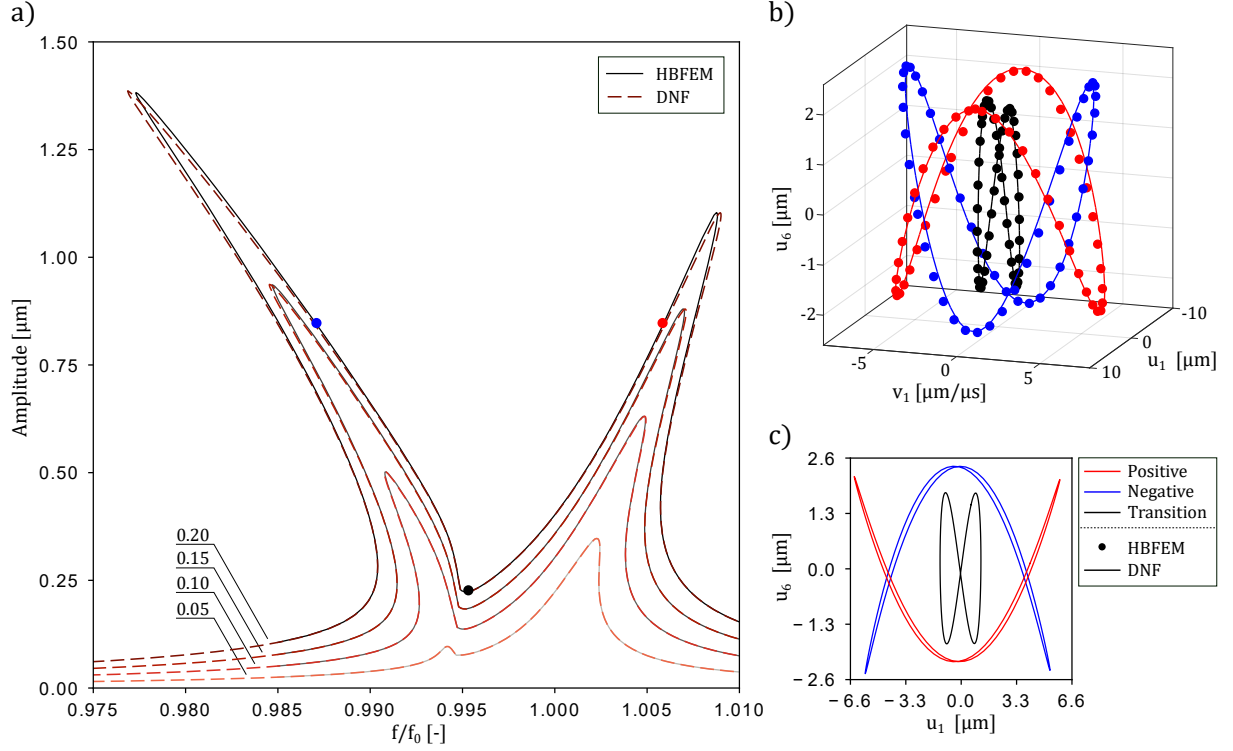 a)
1.50
1.25
1.00
0.75
0.50
0.25
0.00
Amplitude [μm]
HBFEM
DNF
0.20
0.15
0.10
0.05
0.975
0.980
0.985
0.990
0.995
1.000
1.005
1.010
f/f₀ [-]
b)
2
1
0
-1
-2
u₆ [μm]
-5
0
5
v₁ [μm/μs]
-10
0
10
u₁ [μm]
c)
2.6
1.3
0.0
−1.3
−2.6
u₆ [μm]
−6.6
−3.3
0.0
3.3
6.6
u₁ [μm]
Positive
Negative
Transition
HBFEM
DNF